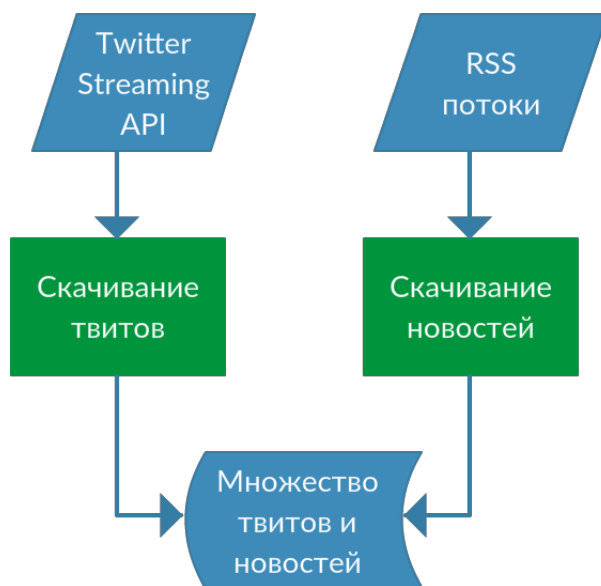 Twitter
Streaming
API
RSS
потоки
Скачивание
твитов
Скачивание
новостей
Множество
твитов и
новостей